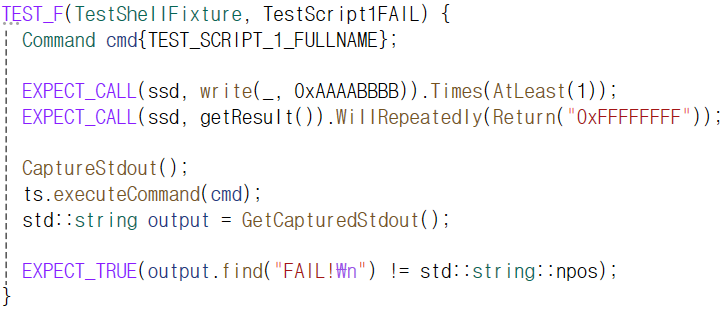 TEST_F(TestShellFixture, TestScript1FAIL) {
Command cmd{TEST_SCRIPT_1_FULLNAME};
EXPECT_CALL(ssd, write(_, 0xAAAABBBB)).Times(AtLeast(1));
EXPECT_CALL(ssd, getResult()).WillRepeatedly(Return("0xFFFFFFFF"));
CaptureStdout();
ts.executeCommand(cmd);
std::string output = GetCapturedStdout();
EXPECT_TRUE(output.find("FAIL!₩n") != std::string::npos);
}